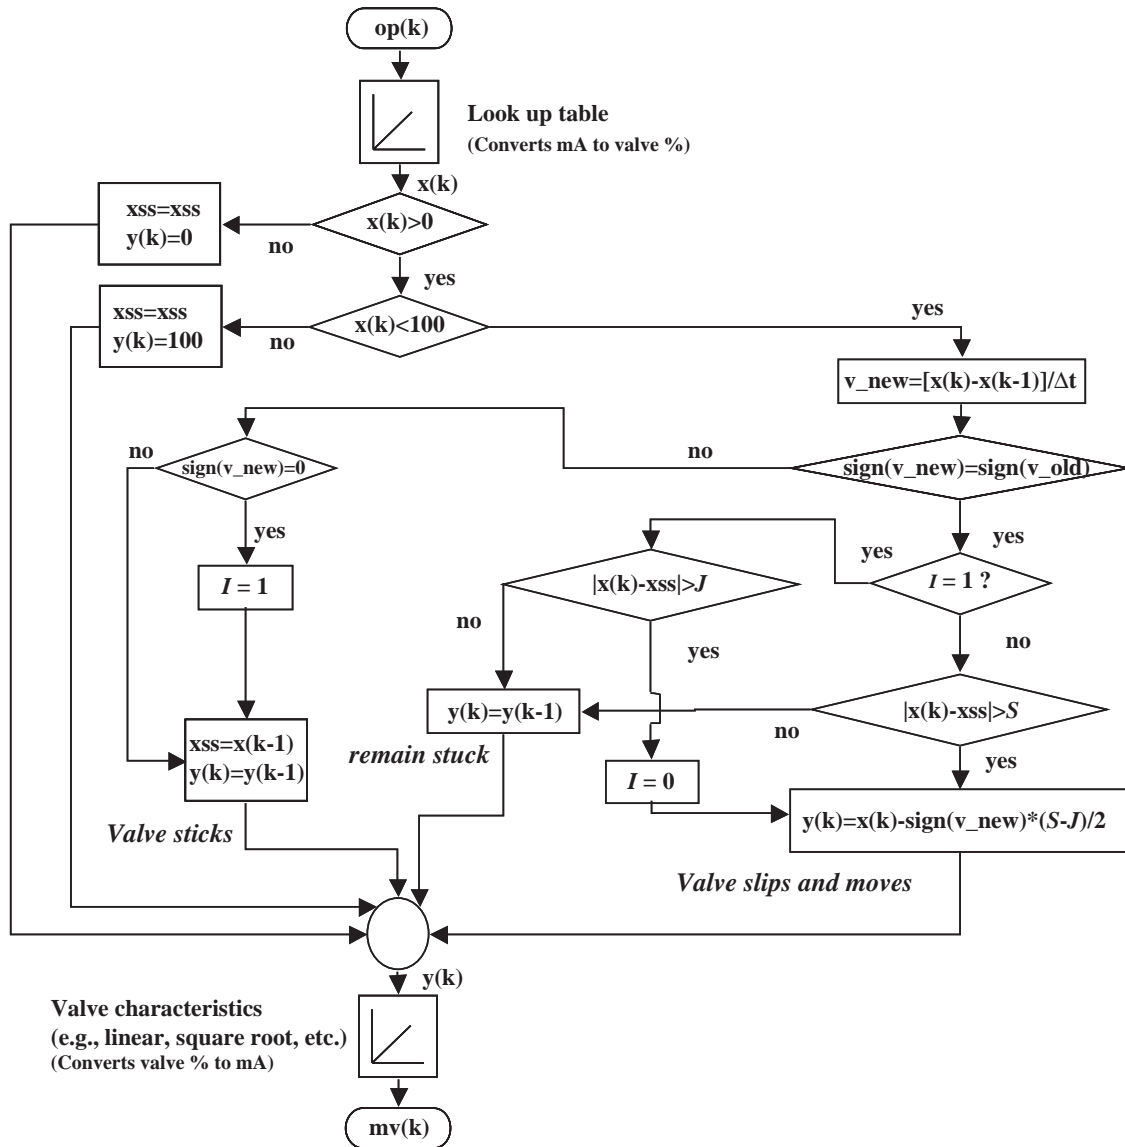 op(k)
Look up table
(Converts mA to valve %)
x(k)
xss=xss
y(k)=0
no
x(k)>0
yes
xss=xss
y(k)=100
no
x(k)<100
yes
v_new=[x(k)-x(k-1)]/Δt
no
sign(v_new)=0
no
sign(v_new)=sign(v_old)
yes
yes
yes
I = 1
|x(k)-xss|>J
I = 1 ?
no
yes
no
xss=x(k-1)
y(k)=y(k-1)
y(k)=y(k-1)
|x(k)-xss|>S
no
remain stuck
yes
I = 0
Valve sticks
y(k)=x(k)-sign(v_new)*(S-J)/2
Valve slips and moves
y(k)
Valve characteristics
(e.g., linear, square root, etc.)
(Converts valve % to mA)
mv(k)